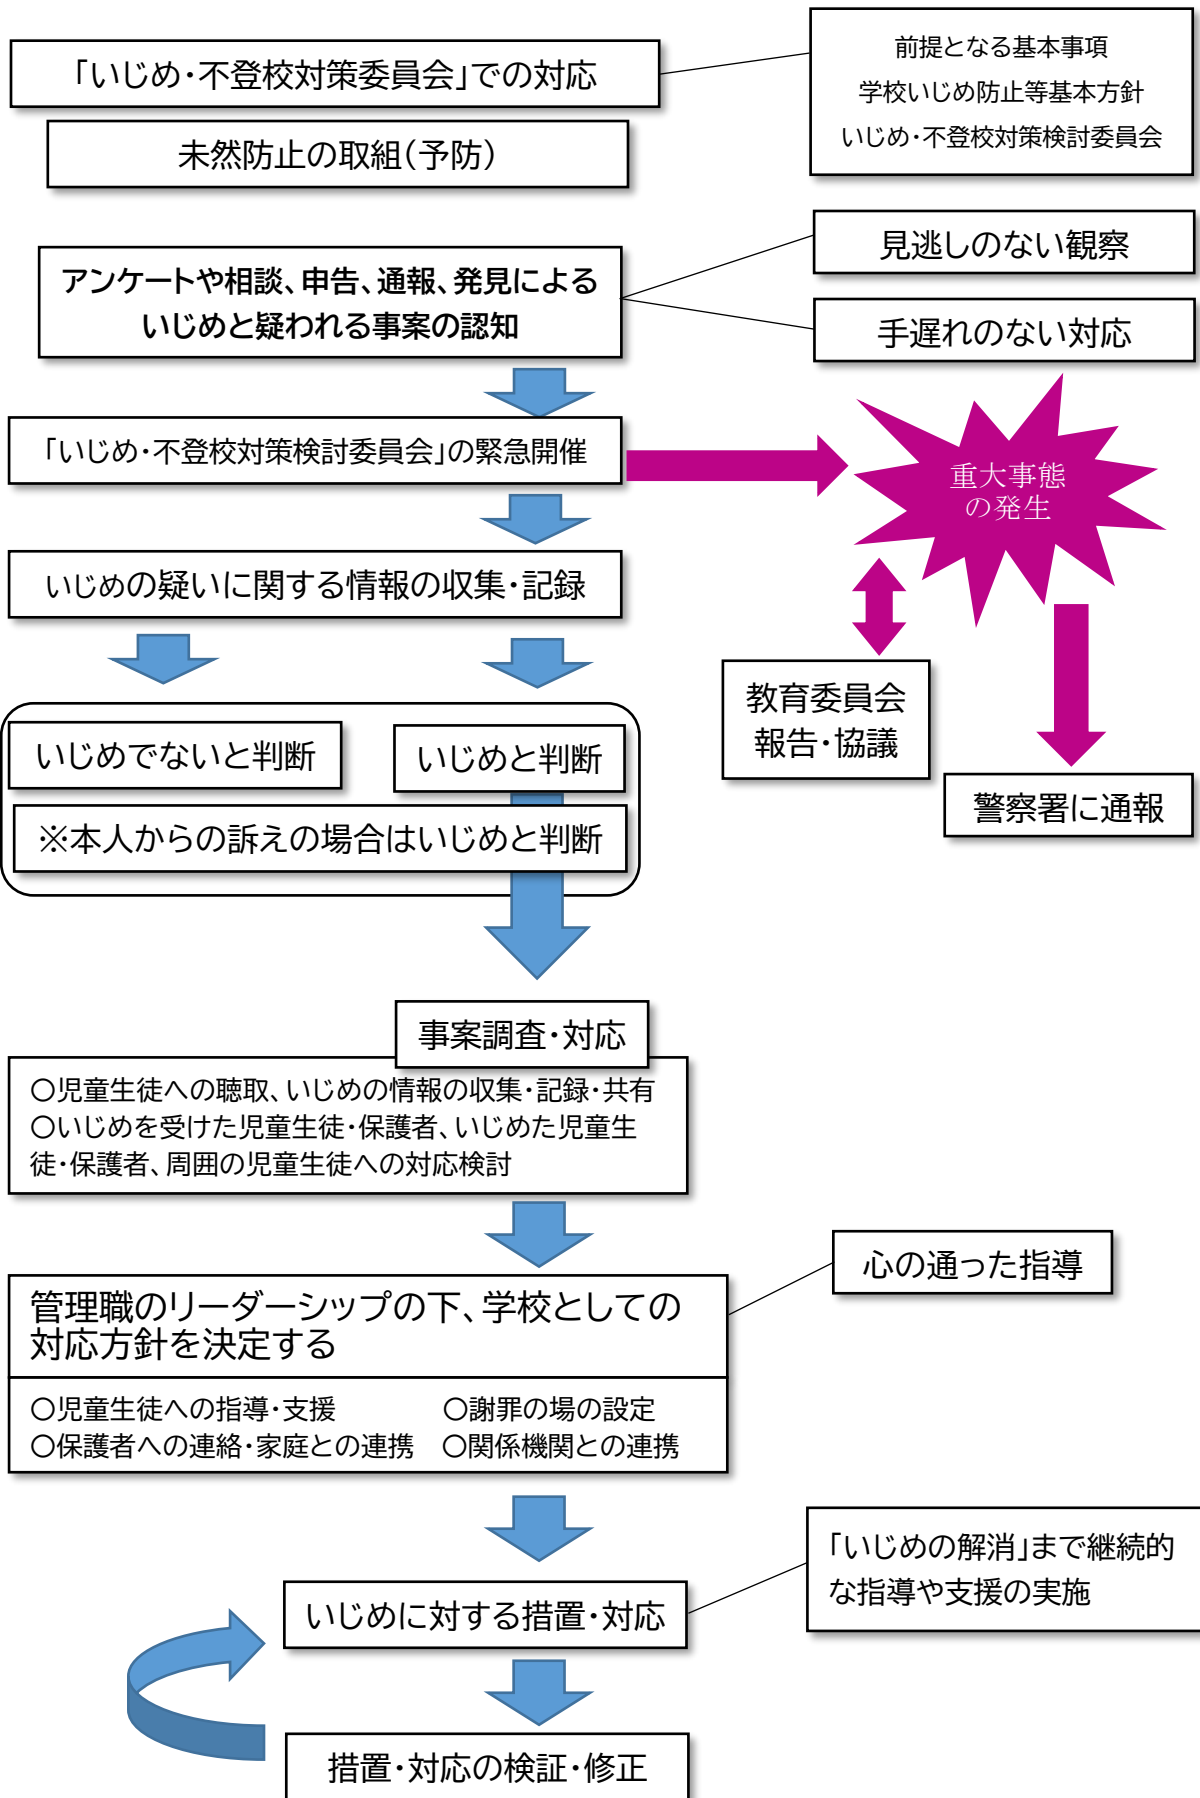 「いじめ・不登校対策委員会」での対応
前提となる基本事項
学校いじめ防止等基本方針
いじめ・不登校対策検討委員会
未然防止の取組(予防)
アンケートや相談、申告、通報、発見による
いじめと疑われる事案の認知
見逃しのない観察
手遅れのない対応
「いじめ・不登校対策検討委員会」の緊急開催
重大事態
の発生
いじめの疑いに関する情報の収集・記録
教育委員会
報告・協議
警察署に通報
いじめでないと判断
いじめと判断
※本人からの訴えの場合はいじめと判断
事案調査・対応
○児童生徒への聴取、いじめの情報の収集・記録・共有
○いじめを受けた児童生徒・保護者、いじめた児童生
徒・保護者、周囲の児童生徒への対応検討
心の通った指導
管理職のリーダーシップの下、学校としての
対応方針を決定する
○児童生徒への指導・支援 ○謝罪の場の設定
○保護者への連絡・家庭との連携 ○関係機関との連携
「いじめの解消」まで継続的
な指導や支援の実施
いじめに対する措置・対応
措置・対応の検証・修正